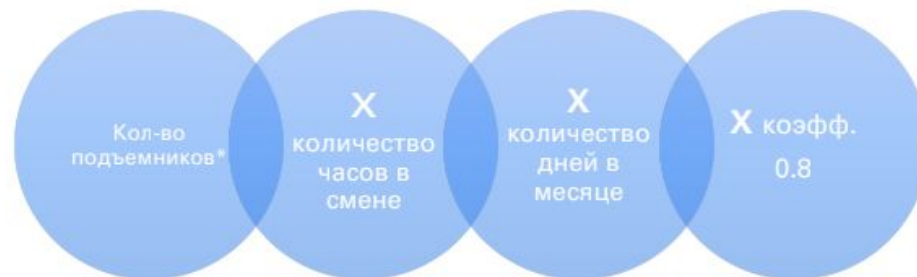 Кол-во
подъемников*
X
количество
часов в
смене
X
количество
дней в
месяце
X коэфф.
0.8